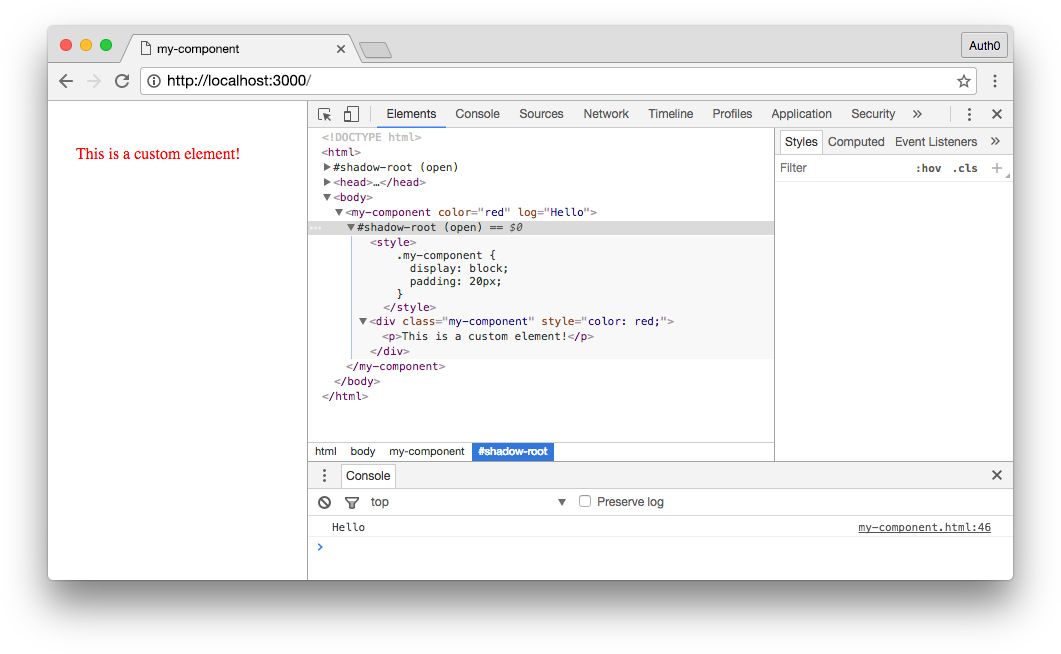 my-component
Auth0
http://localhost:3000/
Elements Console Sources Network Timeline Profiles Application Security »
<!DOCTYPE html>
<html>
▶#shadow-root (open)
▶<head>…</head>
▼<body>
▼<my-component color="red" log="Hello">
▼#shadow-root (open) == $0
<style>
.my-component {
display: block;
padding: 20px;
}
</style>
▼<div class="my-component" style="color: red;">
<p>This is a custom element!</p>
</div>
</my-component>
</body>
</html>
html body my-component #shadow-root
Styles Computed Event Listeners »
Filter :hov .cls +
This is a custom element!
Console
top ▼ Preserve log
Hello my-component.html:46
>